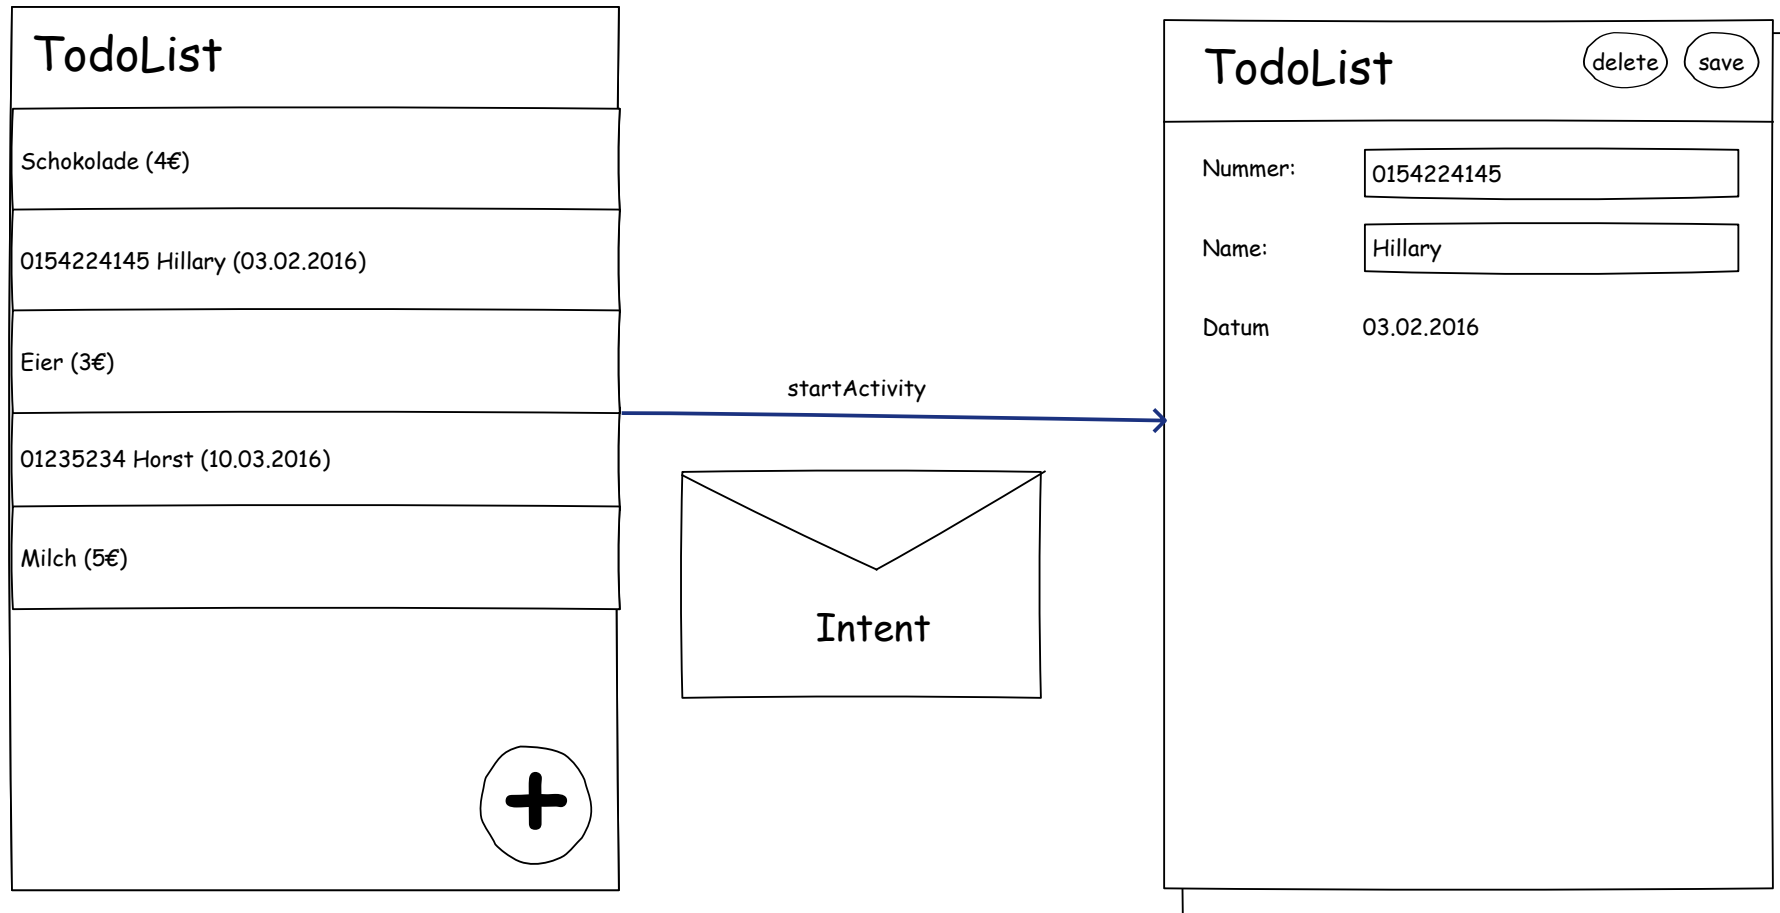 TodoList
Schokolade (4€)
0154224145 Hillary (03.02.2016)
Eier (3€)
01235234 Horst (10.03.2016)
Milch (5€)
startActivity
Intent
TodoList
delete
save
Nummer:
0154224145
Name:
Hillary
Datum
03.02.2016